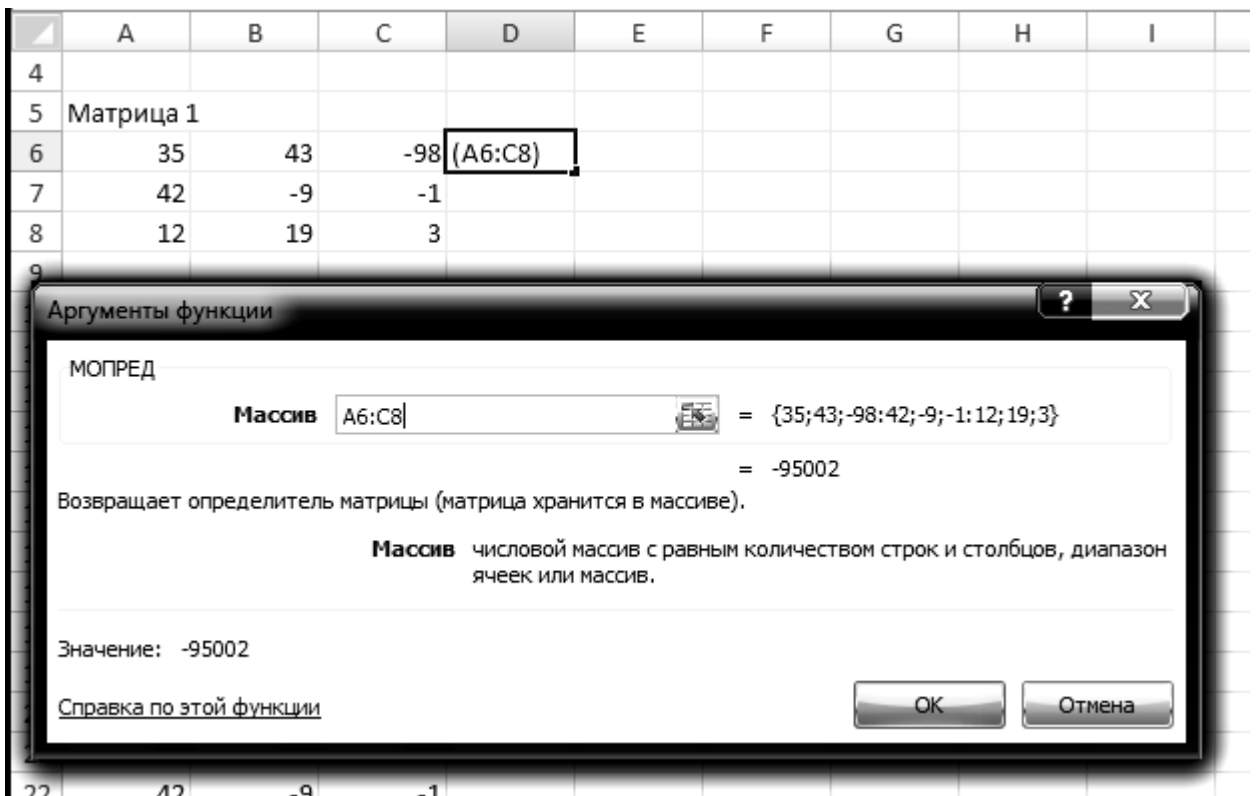 A B C D E F G H I
4
5 Матрица 1
6 35 43 -98 (A6:C8)
7 42 -9 -1
8 12 19 3
9
Аргументы функции ? X
МОПРЕД
Массив A6:C8 = {35;43;-98:42;-9;-1:12;19;3}
= -95002
Возвращает определитель матрицы (матрица хранится в массиве).
Массив числовой массив с равным количеством строк и столбцов, диапазон
ячеек или массив.
Значение: -95002
Справка по этой функции OK Отмена
22 42 -9 -1